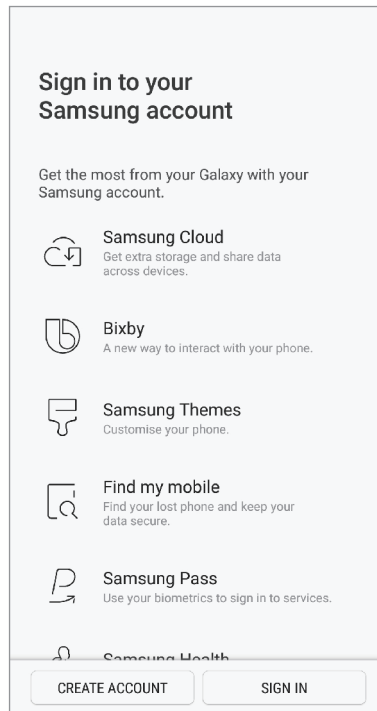 Sign in to your
Samsung account
Get the most from your Galaxy with your
Samsung account.
Samsung Cloud
Get extra storage and share data
across devices.
Bixby
A new way to interact with your phone.
Samsung Themes
Customise your phone.
Find my mobile
Find your lost phone and keep your
data secure.
Samsung Pass
Use your biometrics to sign in to services.
Samsung Health
CREATE ACCOUNT
SIGN IN